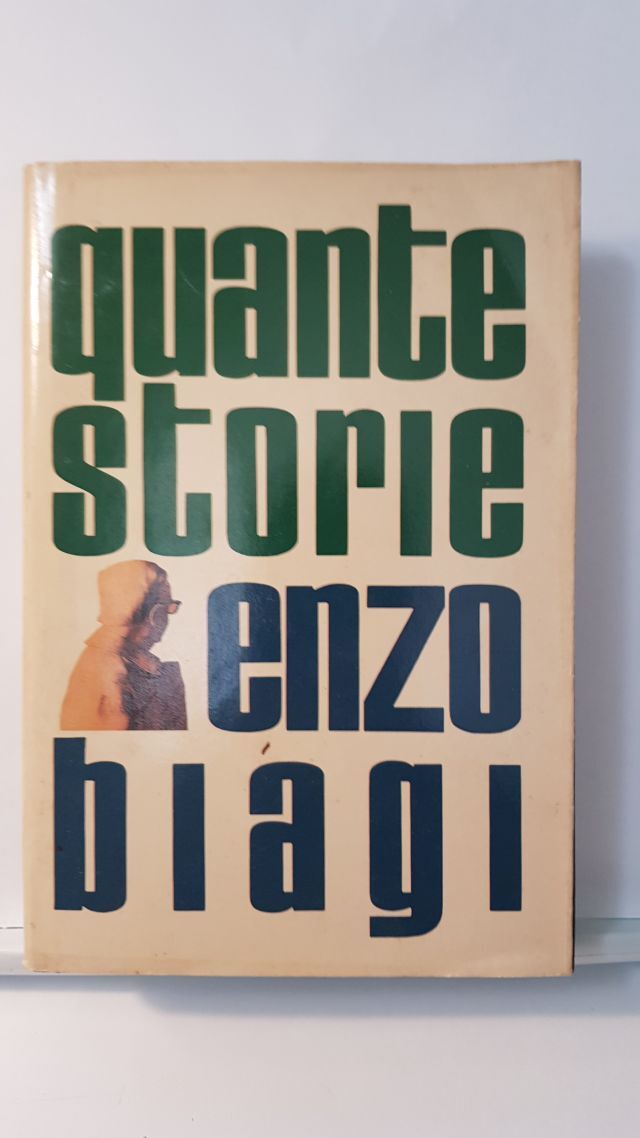 quante
storie
enzo
biagi